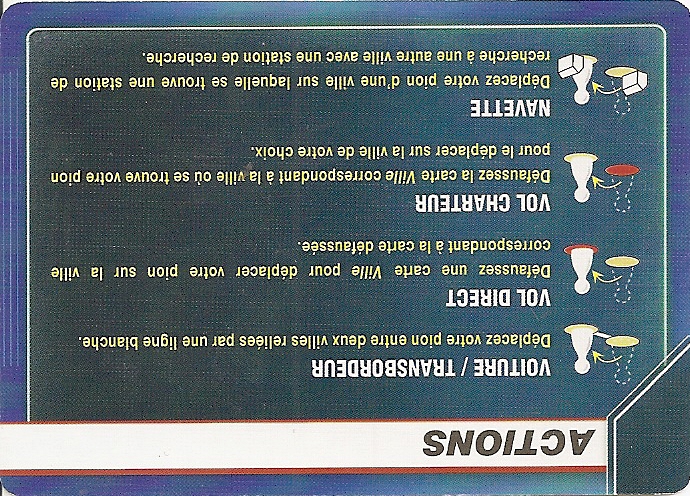 ACTIONS
VOITURE / TRANSBORDEUR
Déplacez votre pion entre deux villes reliées par une ligne blanche.
VOL DIRECT
Défaussez une carte Ville pour déplacer votre pion sur la ville
correspondant à la carte défaussée.
VOL CHARTEUR
Défaussez la carte Ville correspondant à la ville où se trouve votre pion
pour le déplacer sur la ville de votre choix.
NAVETTE
Déplacez votre pion d'une ville sur laquelle se trouve une station de
recherche à une autre ville avec une station de recherche.